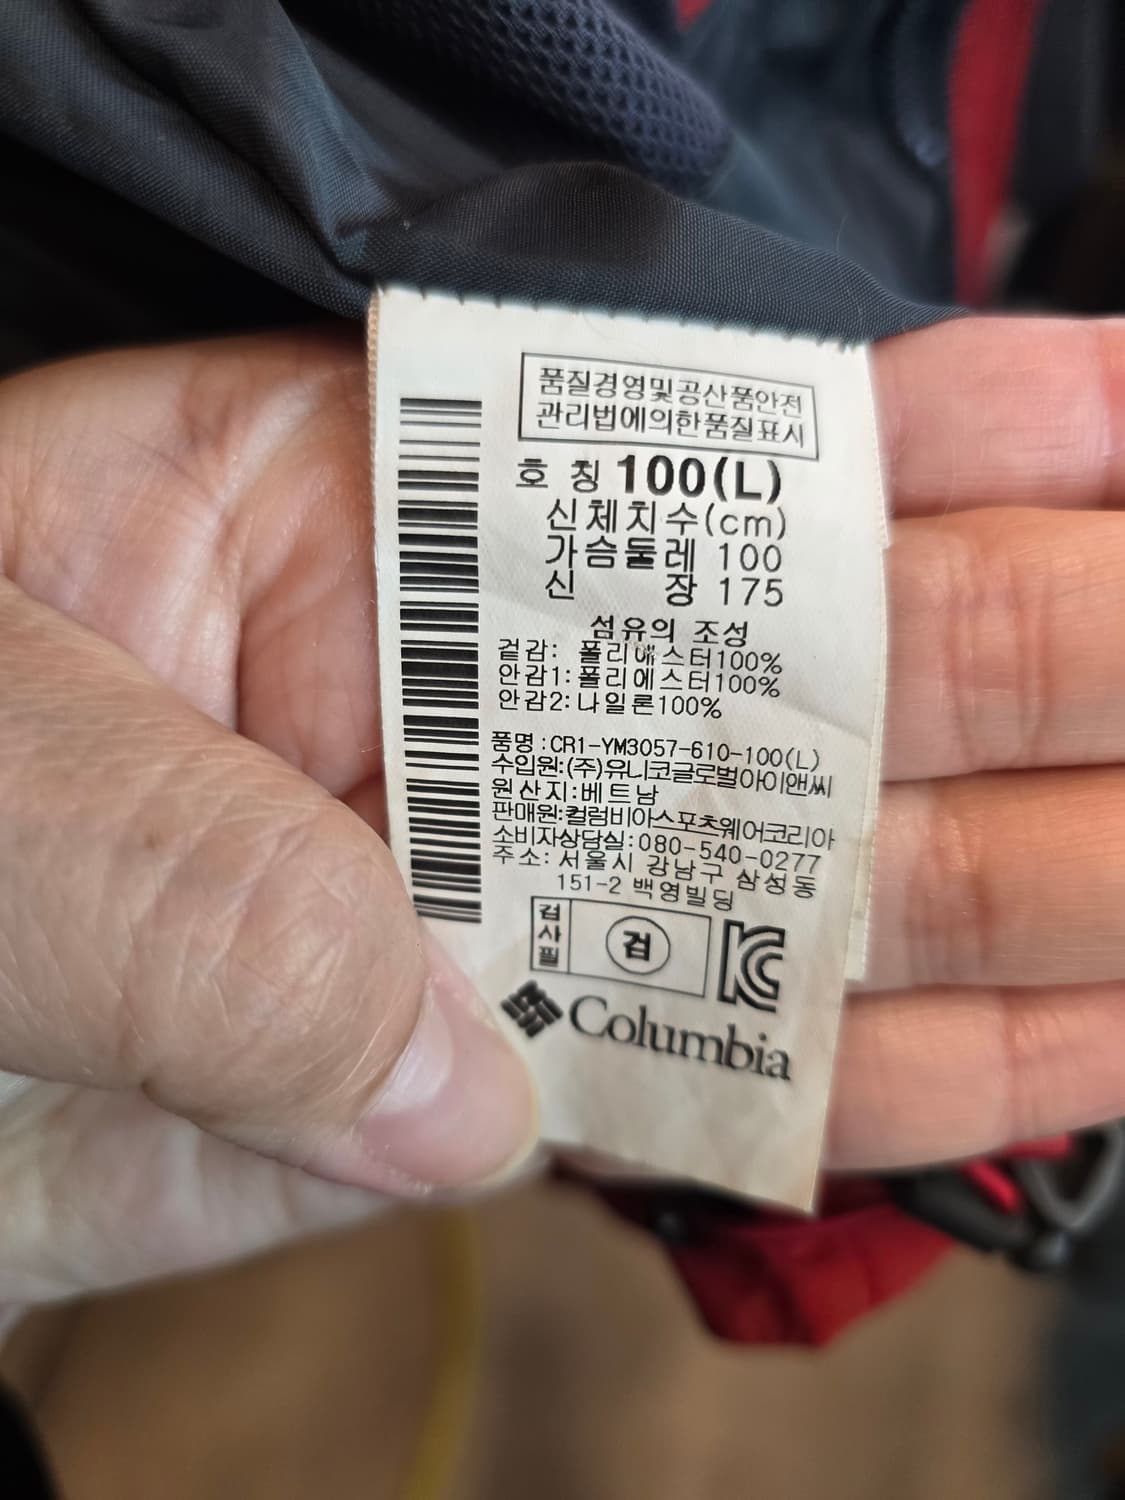 품질경영및공산품안전
관리법에의한품질표시
호 칭 100(L)
신체치수(cm)
가슴둘레 100
신 장 175
섬유의 조성
겉감: 폴리에스터100%
안감1:폴리에스터100%
안감2:나일론100%
품명:CR1-YM3057-610-100(L)
수입원:(주)유니코글로벌아이앤씨
원산지:베트남
판매원:컬럼비아스포츠웨어코리아
소비자상담실:080-540-0277
주소: 서울시 강남구 삼성동
151-2 백영빌딩
검사필 검
Columbia